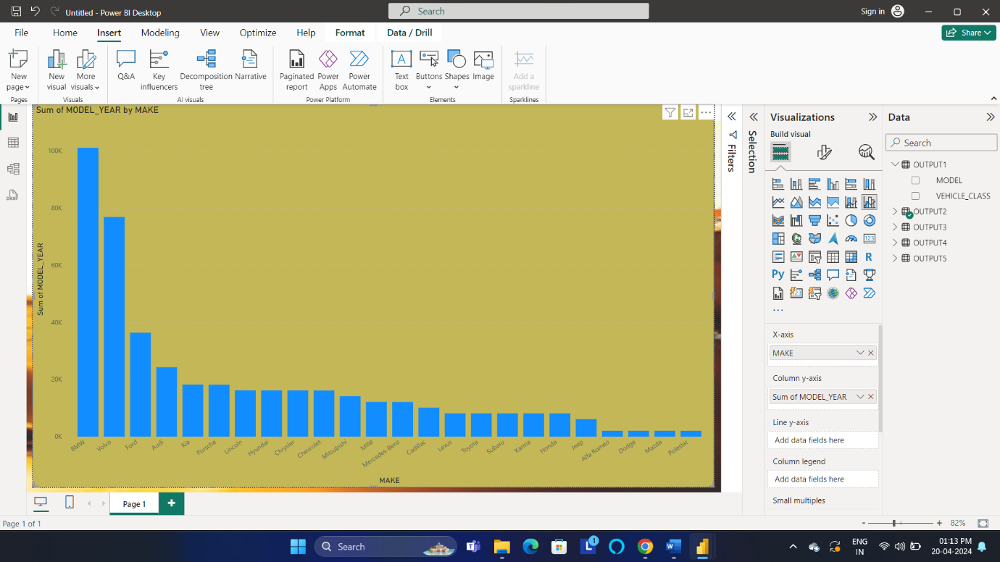 Untitled - Power BI Desktop
Search
Sign in
File Home Insert Modeling View Optimize Help Format Data / Drill
Share
New page
New visual
More visuals
Q&A
Key influencers
Decomposition tree
Narrative
Paginated report
Power Apps
Power Automate
Text box
Buttons
Shapes
Image
Add a sparkline
Pages
Visuals
AI visuals
Power Platform
Elements
Sparklines
Sum of MODEL_YEAR by MAKE
Sum of MODEL_YEAR
100K
80K
60K
40K
20K
0K
BMW
Volvo
Ford
Audi
Kia
Porsche
Lincoln
Hyundai
Chrysler
Chevrolet
Mitsubishi
MINI
Mercedes-Benz
Cadillac
Lexus
Toyota
Subaru
Karma
Honda
Jeep
Alfa Romeo
Dodge
Mazda
Polestar
MAKE
Filters
Selection
Visualizations
Build visual
123
R
Py
123
...
X-axis
MAKE
Column y-axis
Sum of MODEL_YEAR
Line y-axis
Add data fields here
Column legend
Add data fields here
Small multiples
Data
Search
OUTPUT1
MODEL
VEHICLE_CLASS
OUTPUT2
OUTPUT3
OUTPUT4
OUTPUT5
DAX
Page 1
Page 1 of 1
- + 82%
Search
L 1
W
ENG
IN
01:13 PM
20-04-2024